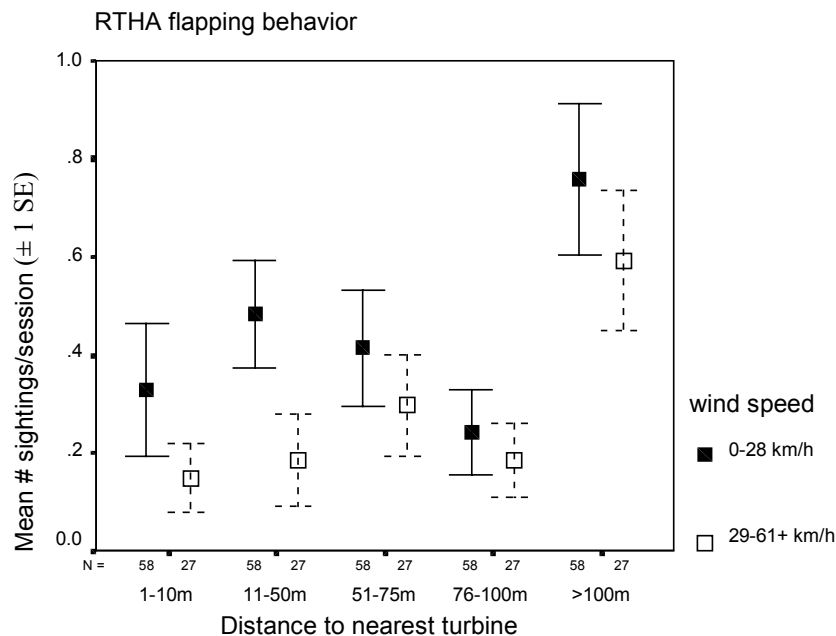 RTHA flapping behavior
1.0
.8
.6
.4
.2
0.0
Mean # sightings/session (± 1 SE)
N = 58 27 58 27 58 27 58 27 58 27
1-10m 11-50m 51-75m 76-100m >100m
Distance to nearest turbine
wind speed
0-28 km/h
29-61+ km/h